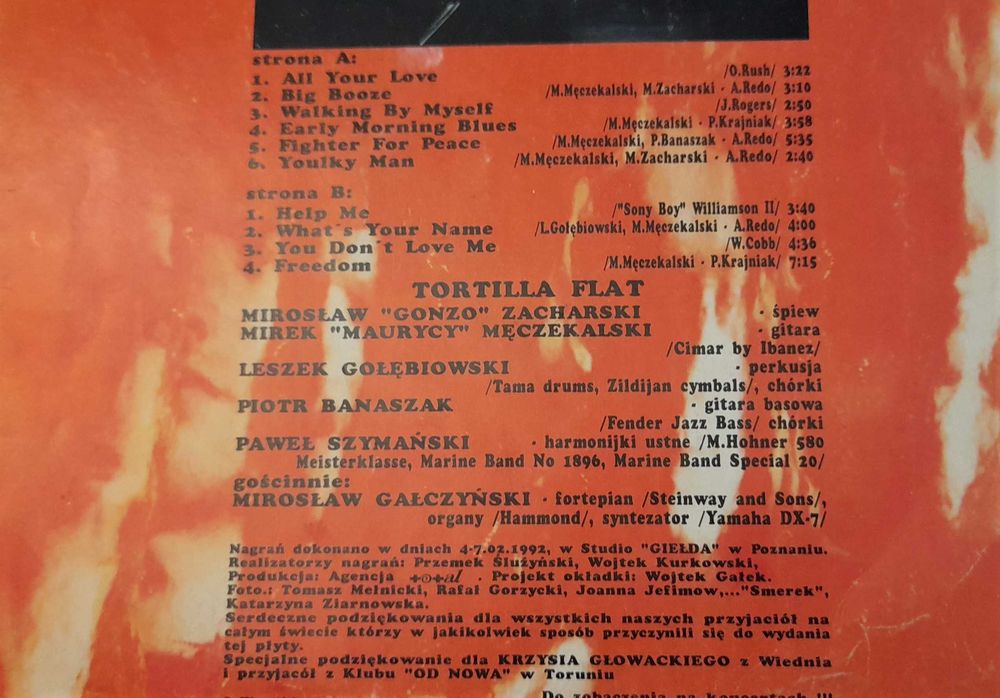 strona A:
1. All Your Love /O.Rush/ 3:22
2. Big Booze /M.Męczekalski, M.Zacharski · A.Redo/ 3:10
3. Walking By Myself /J.Rogers/ 2:50
4. Early Morning Blues /M.Męczekalski · P.Krajniak/ 3:58
5. Fighter For Peace /M.Męczekalski, P.Banaszak · A.Redo/ 5:35
6. Youlky Man /M.Męczekalski, M.Zacharski · A.Redo/ 2:40
strona B:
1. Help Me /"Sony Boy" Williamson II/ 3:40
2. What's Your Name /L.Gołębiowski, M.Męczekalski · A.Redo/ 4:00
3. You Don't Love Me /W.Cobb/ 4:36
4. Freedom /M.Męczekalski · P.Krajniak/ 7:15
TORTILLA FLAT
MIROSŁAW "GONZO" ZACHARSKI · śpiew
MIREK "MAURYCY" MĘCZEKALSKI · gitara
/Cimar by Ibanez/
LESZEK GOŁĘBIOWSKI · perkusja
/Tama drums, Zildijan cymbals/, chórki
PIOTR BANASZAK · gitara basowa
/Fender Jazz Bass/ chórki
PAWEŁ SZYMAŃSKI · harmonijki ustne /M.Hohner 580
Meisterklasse, Marine Band No 1896, Marine Band Special 20/
gościnnie:
MIROSŁAW GAŁCZYŃSKI · fortepian /Steinway and Sons/,
organy /Hammond/, syntezator /Yamaha DX-7/
Nagrań dokonano w dniach 4-7.02.1992, w Studio "GIEŁDA" w Poznaniu.
Realizatorzy nagrań: Przemek Ślużyński, Wojtek Kurkowski,
Produkcja: Agencja total . Projekt okładki: Wojtek Gałek.
Foto.: Tomasz Melnicki, Rafał Gorzycki, Joanna Jefimow,..."Smerek",
Katarzyna Ziarnowska.
Serdeczne podziękowania dla wszystkich naszych przyjaciół na
całym świecie którzy w jakikolwiek sposób przyczynili się do wydania
tej płyty.
Specjalne podziękowanie dla KRZYSIA GŁOWACKIEGO z Wiednia
i przyjaciół z Klubu "OD NOWA" w Toruniu
Do zobaczenia na koncertach !!!